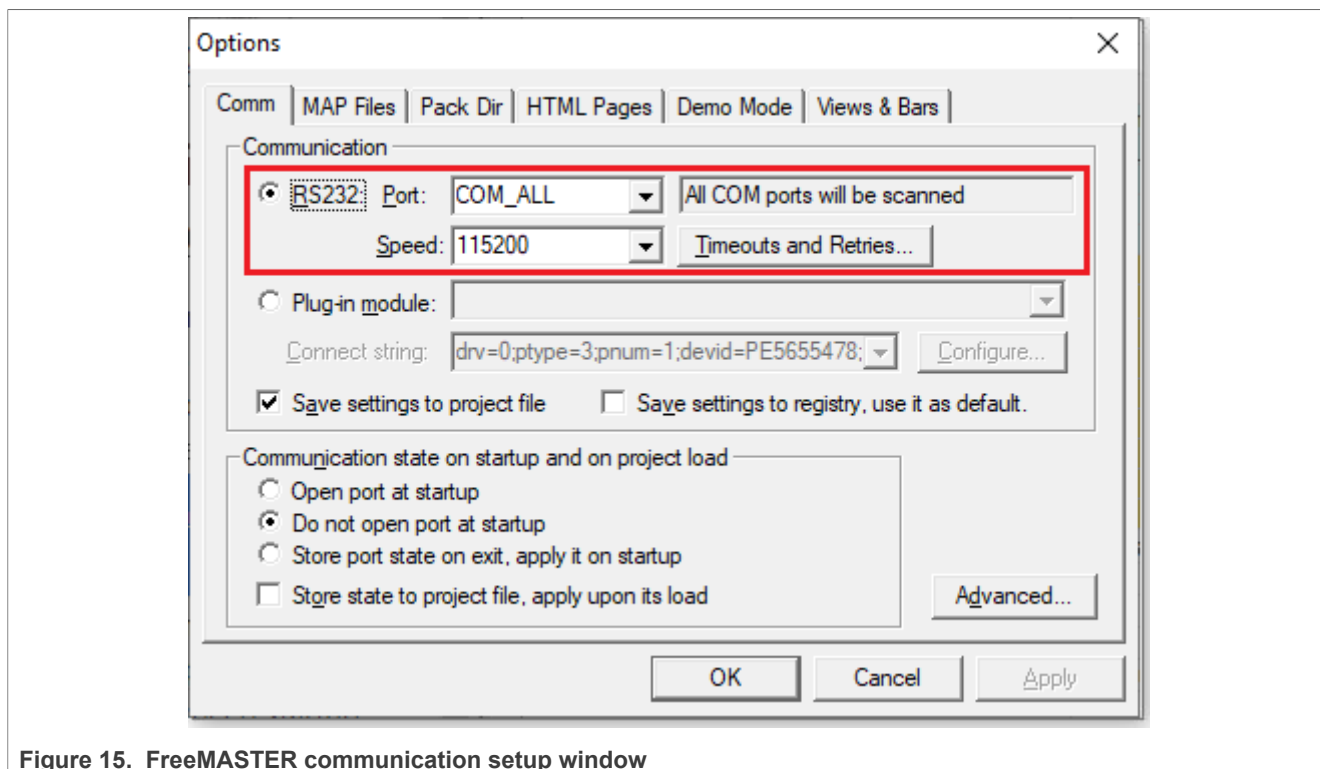 Options
Comm MAP Files Pack Dir HTML Pages Demo Mode Views & Bars
Communication
RS232: Port: COM_ALL All COM ports will be scanned
Speed: 115200 Timeouts and Retries...
Plug-in module:
Connect string: drv=0;ptype=3;pnum=1;devid=PE5655478; Configure...
Save settings to project file Save settings to registry, use it as default.
Communication state on startup and on project load
Open port at startup
Do not open port at startup
Store port state on exit, apply it on startup
Store state to project file, apply upon its load Advanced...
OK Cancel Apply
Figure 15. FreeMASTER communication setup window